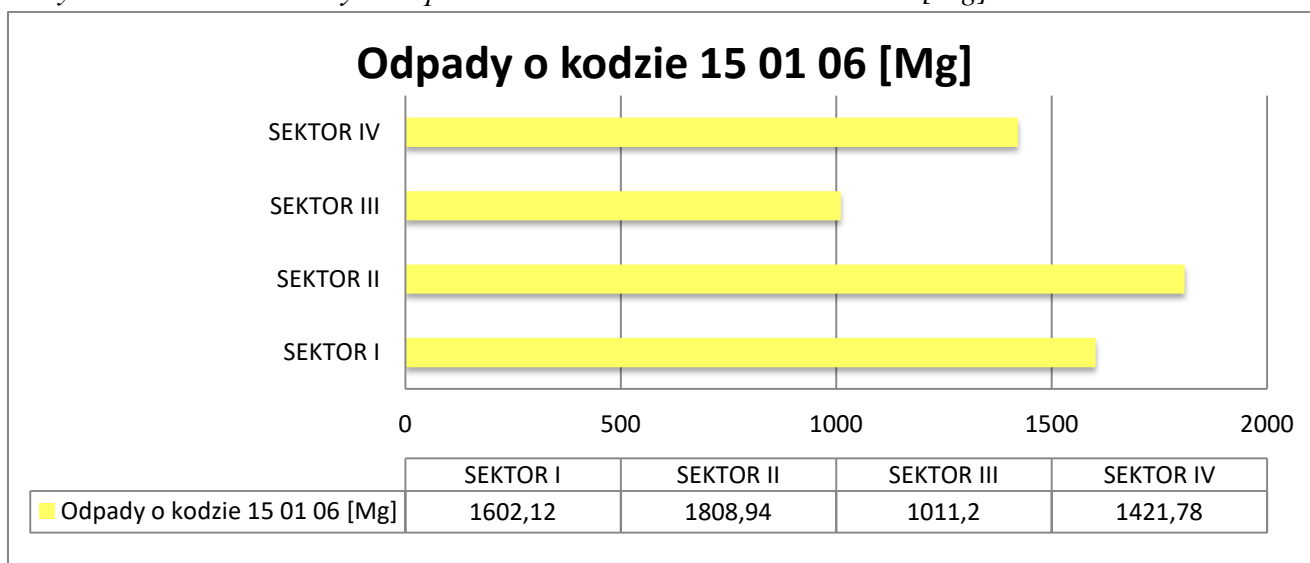 Odpady o kodzie 15 01 06 [Mg]
SEKTOR IV
SEKTOR III
SEKTOR II
SEKTOR I
0 500 1000 1500 2000
SEKTOR I SEKTOR II SEKTOR III SEKTOR IV
Odpady o kodzie 15 01 06 [Mg] 1602,12 1808,94 1011,2 1421,78